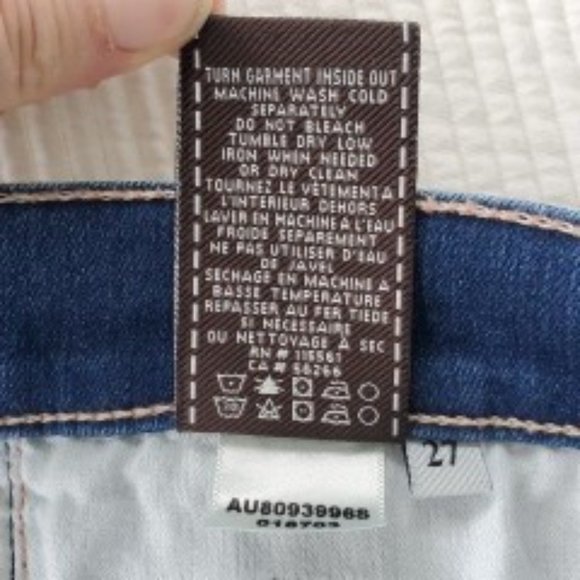 TURN GARMENT INSIDE OUT
MACHINE WASH COLD
SEPARATELY
DO NOT BLEACH
TUMBLE DRY LOW
IRON WHEN NEEDED
OR DRY CLEAN
TOURNEZ LE VÊTEMENT A
L'INTERIEUR DEHORS
LAVER EN MACHINE A L'EAU
FROIDE SEPAREMENT
NE PAS UTILISER D'EAU
DE JAVEL
SECHAGE EN MACHINE A
BASSE TEMPERATURE
REPASSER AU FER TIEDE
SI NÉCESSAIRE
OU NETTOYAGE A SEC
RN # 115561
CA # 56266
27
AU8093996S